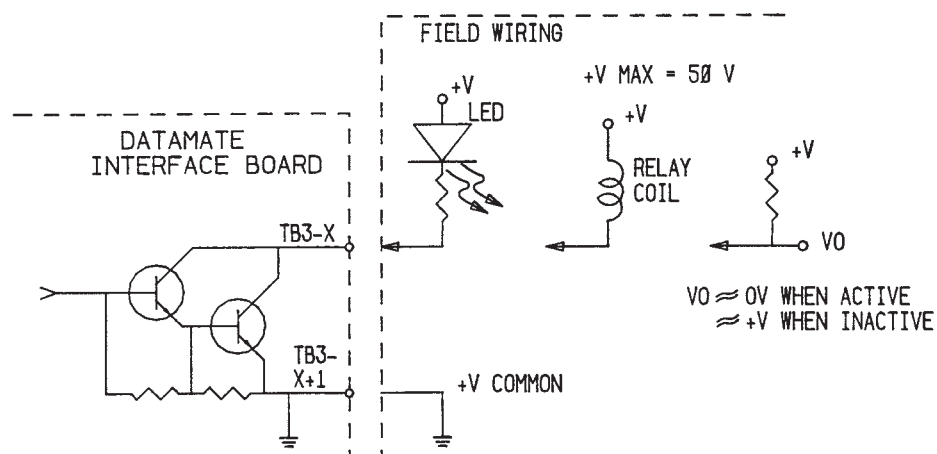 FIELD WIRING
+V MAX = 50 V
+V
LED
+V
RELAY
COIL
+V
DATAMATE
INTERFACE BOARD
TB3-X
VO
VO ≈ 0V WHEN ACTIVE
≈ +V WHEN INACTIVE
TB3-
X+1
+V COMMON